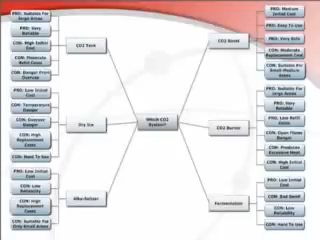 PRO: Suitable For
Large Areas
PRO: Very
Reliable
CON: High Initial
Cost
CON: Moderate
Refill Costs
CON: Danger From
Overuse
CO2 Tank
PRO: Low Initial
Cost
CON: Temperature
Danger
CON: Overuse
Danger
CON: High
Replacement
Costs
CON: Hard To Use
Dry Ice
PRO: Low Initial
Cost
CON: Low
Reliability
CON: High
Replacement
Costs
CON: Suitable For
Only Small Areas
Alka-Seltzer
Which CO2
System?
PRO: Medium
Initial Cost
PRO: Easy To Use
PRO: Very Safe
CON: Moderate
Replacement Cost
CON: Suitable For
Small-Medium
Areas
CO2 Boost
PRO: Suitable For
Large Areas
PRO: Very
Reliable
PRO: Low Refill
Costs
CON: Open Flame
Danger
CON: Produces
Excessive Heat
CON: High Initial
Cost
CO2 Burner
PRO: Low Initial
Cost
CON: Bad Smell
CON: Low
Reliability
CON: Hard To Use
Fermentation